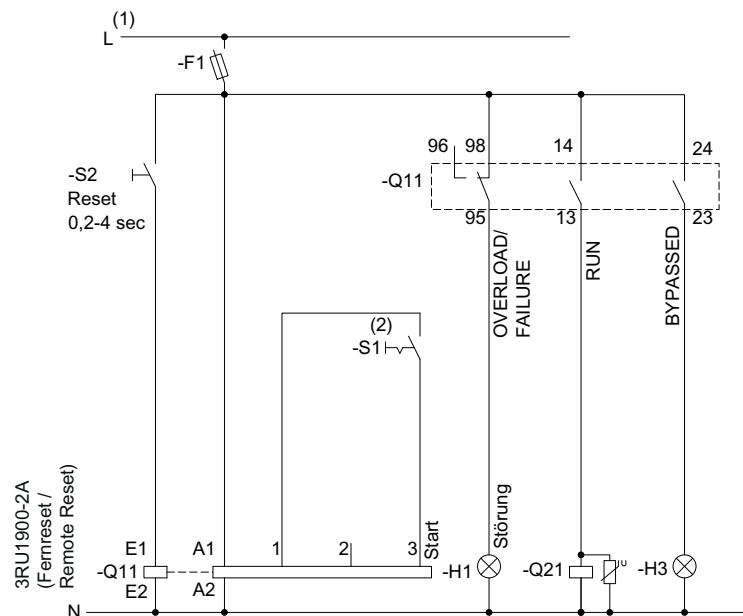 (1)
L
-F1
-S2
Reset
0,2-4 sec
-Q11
96
98
14
24
95
13
23
OVERLOAD/
FAILURE
RUN
BYPASSED
(2)
-S1
3RU1900-2A
(Fernreset /
Remote Reset)
E1
A1
1
2
3
Start
Störung
-Q11
-H1
-Q21
U
-H3
E2
A2
N